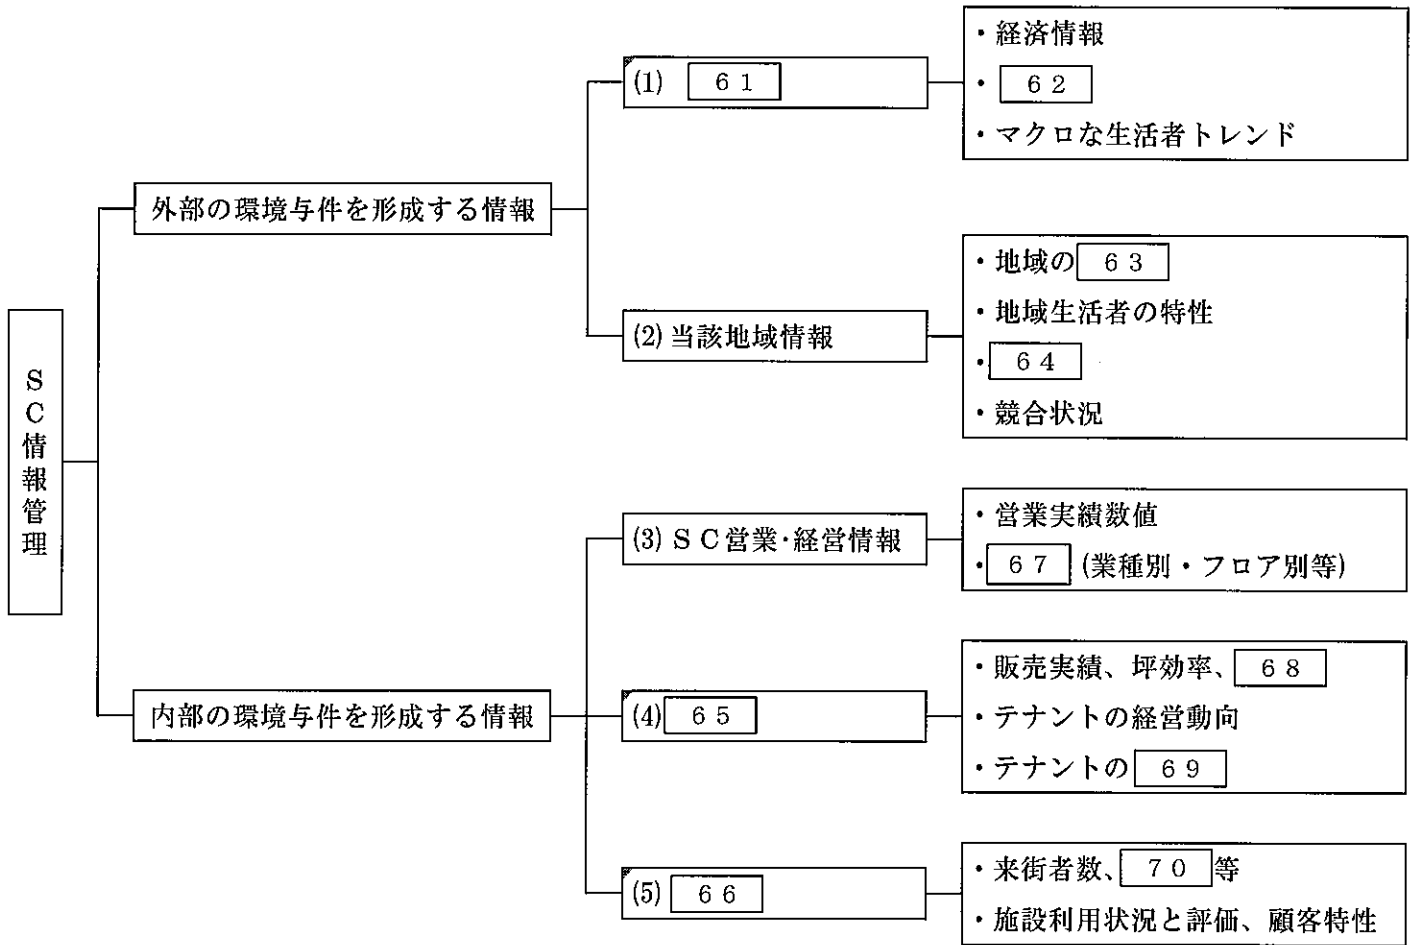 SC情報管理
外部の環境与件を形成する情報
(1) 61
・経済情報
・62
・マクロな生活者トレンド
(2) 当該地域情報
・地域の 63
・地域生活者の特性
・64
・競合状況
内部の環境与件を形成する情報
(3) SC営業・経営情報
・営業実績数値
・67 (業種別・フロア別等)
(4) 65
・販売実績、坪効率、68
・テナントの経営動向
・テナントの 69
(5) 66
・来街者数、70 等
・施設利用状況と評価、顧客特性